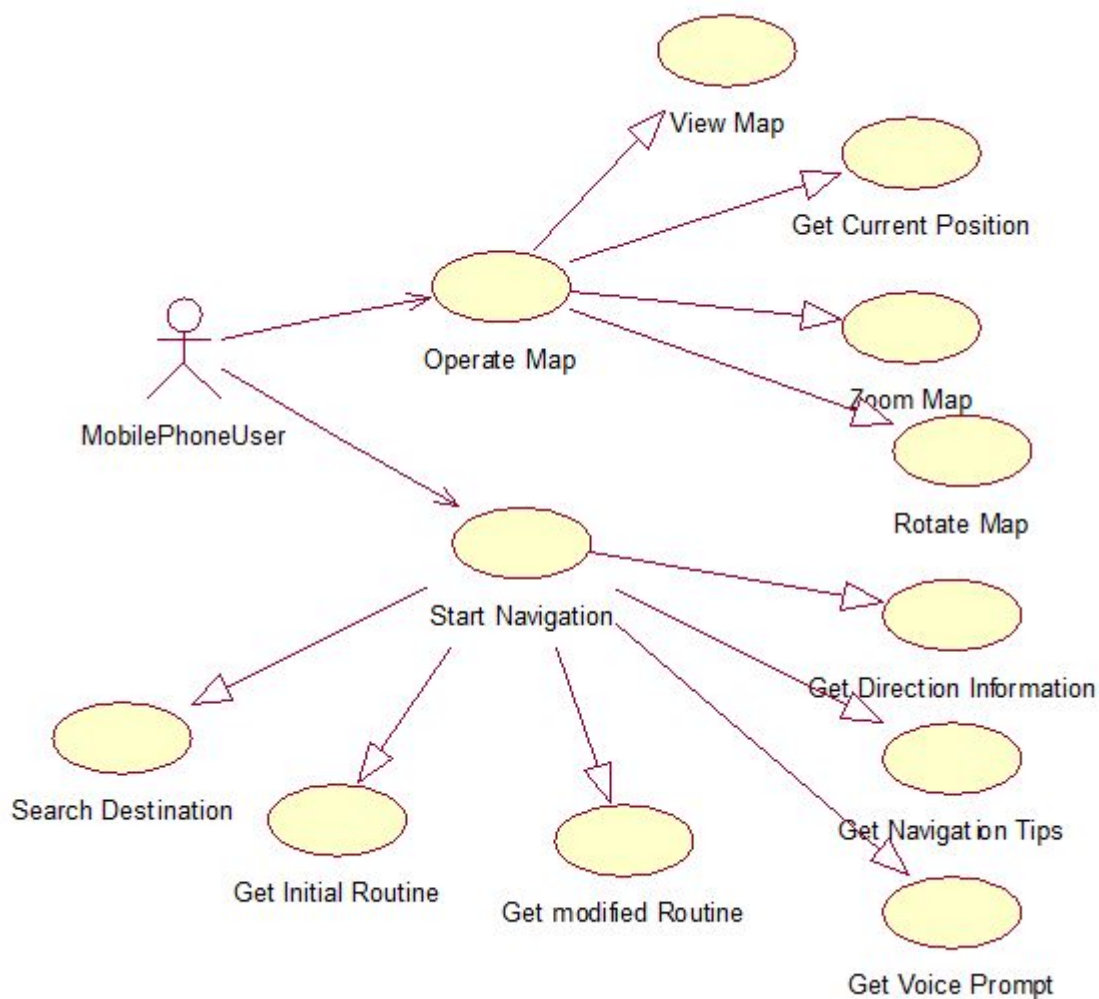 View Map
Get Current Position
Operate Map
Zoom Map
MobilePhoneUser
Rotate Map
Start Navigation
Get Direction Information
Search Destination
Get Navigation Tips
Get Initial Routine
Get modified Routine
Get Voice Prompt